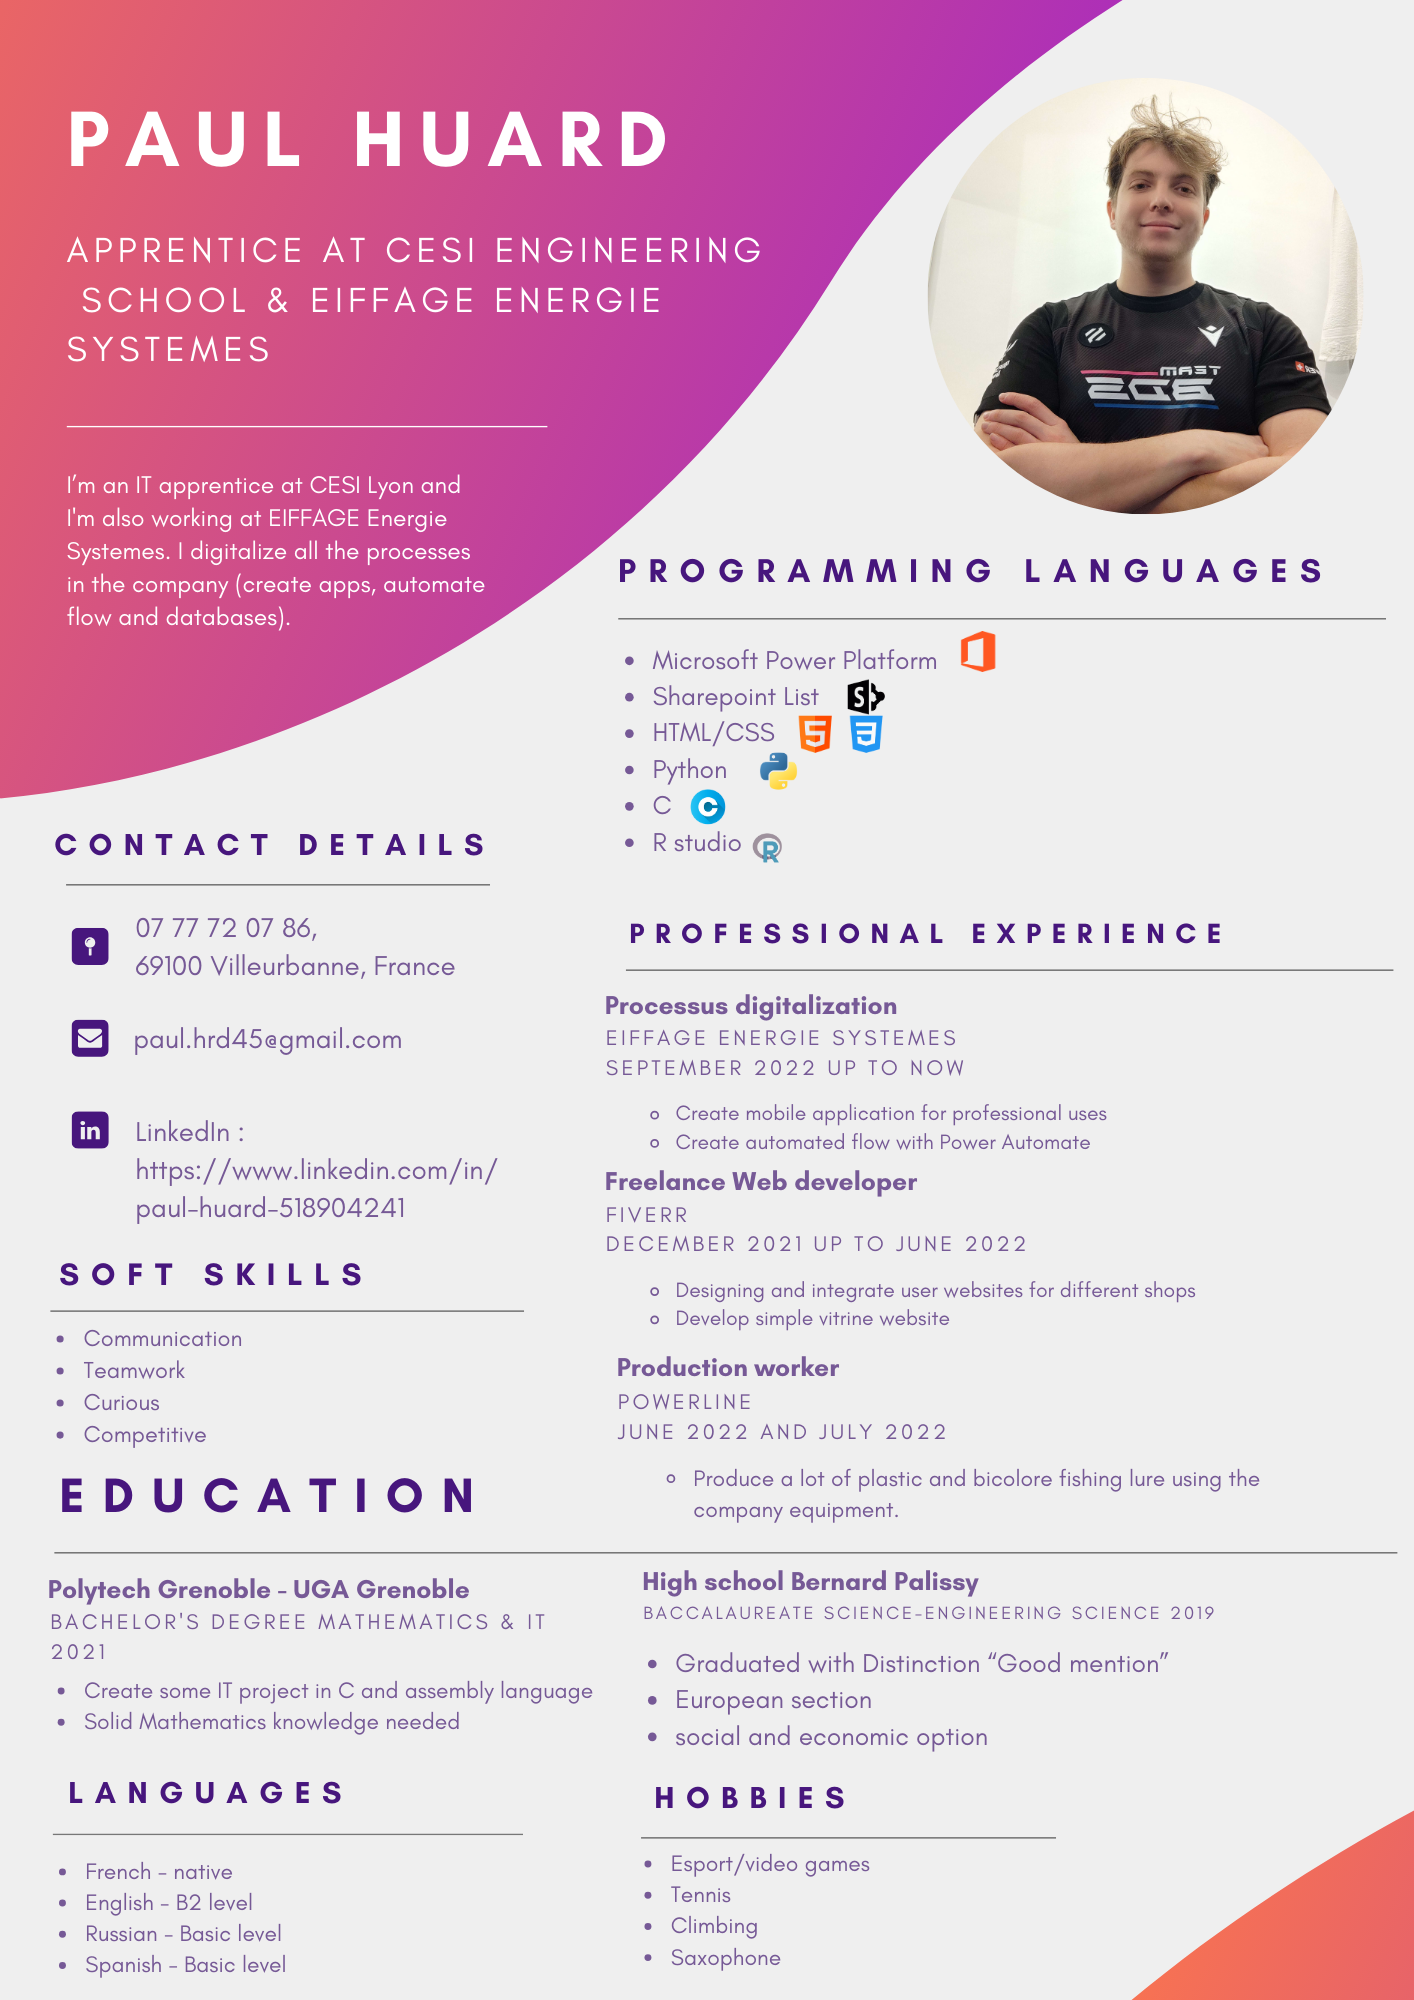 PAUL HUARD
APPRENTICE AT CESI ENGINEERING
SCHOOL & EIFFAGE ENERGIE
SYSTEMES
I'm an IT apprentice at CESI Lyon and
I'm also working at EIFFAGE Energie
Systemes. I digitalize all the processes
in the company (create apps, automate
flow and databases).
MAST
PROGRAMMING LANGUAGES
Microsoft Power Platform
Sharepoint List
HTML/CSS
Python
C
R studio
CONTACT DETAILS
07 77 72 07 86,
69100 Villeurbanne, France
paul.hrd45@gmail.com
LinkedIn :
https://www.linkedin.com/in/
paul-huard-518904241
SOFT SKILLS
Communication
Teamwork
Curious
Competitive
PROFESSIONAL EXPERIENCE
Processus digitalization
EIFFAGE ENERGIE SYSTEMES
SEPTEMBER 2022 UP TO NOW
Create mobile application for professional uses
Create automated flow with Power Automate
Freelance Web developer
FIVERR
DECEMBER 2021 UP TO JUNE 2022
Designing and integrate user websites for different shops
Develop simple vitrine website
Production worker
POWERLINE
JUNE 2022 AND JULY 2022
Produce a lot of plastic and bicolore fishing lure using the
company equipment.
EDUCATION
Polytech Grenoble - UGA Grenoble
BACHELOR'S DEGREE MATHEMATICS & IT
2021
Create some IT project in C and assembly language
Solid Mathematics knowledge needed
High school Bernard Palissy
BACCALAUREATE SCIENCE-ENGINEERING SCIENCE 2019
Graduated with Distinction “Good mention”
European section
social and economic option
LANGUAGES
French - native
English - B2 level
Russian - Basic level
Spanish - Basic level
HOBBIES
Esport/video games
Tennis
Climbing
Saxophone